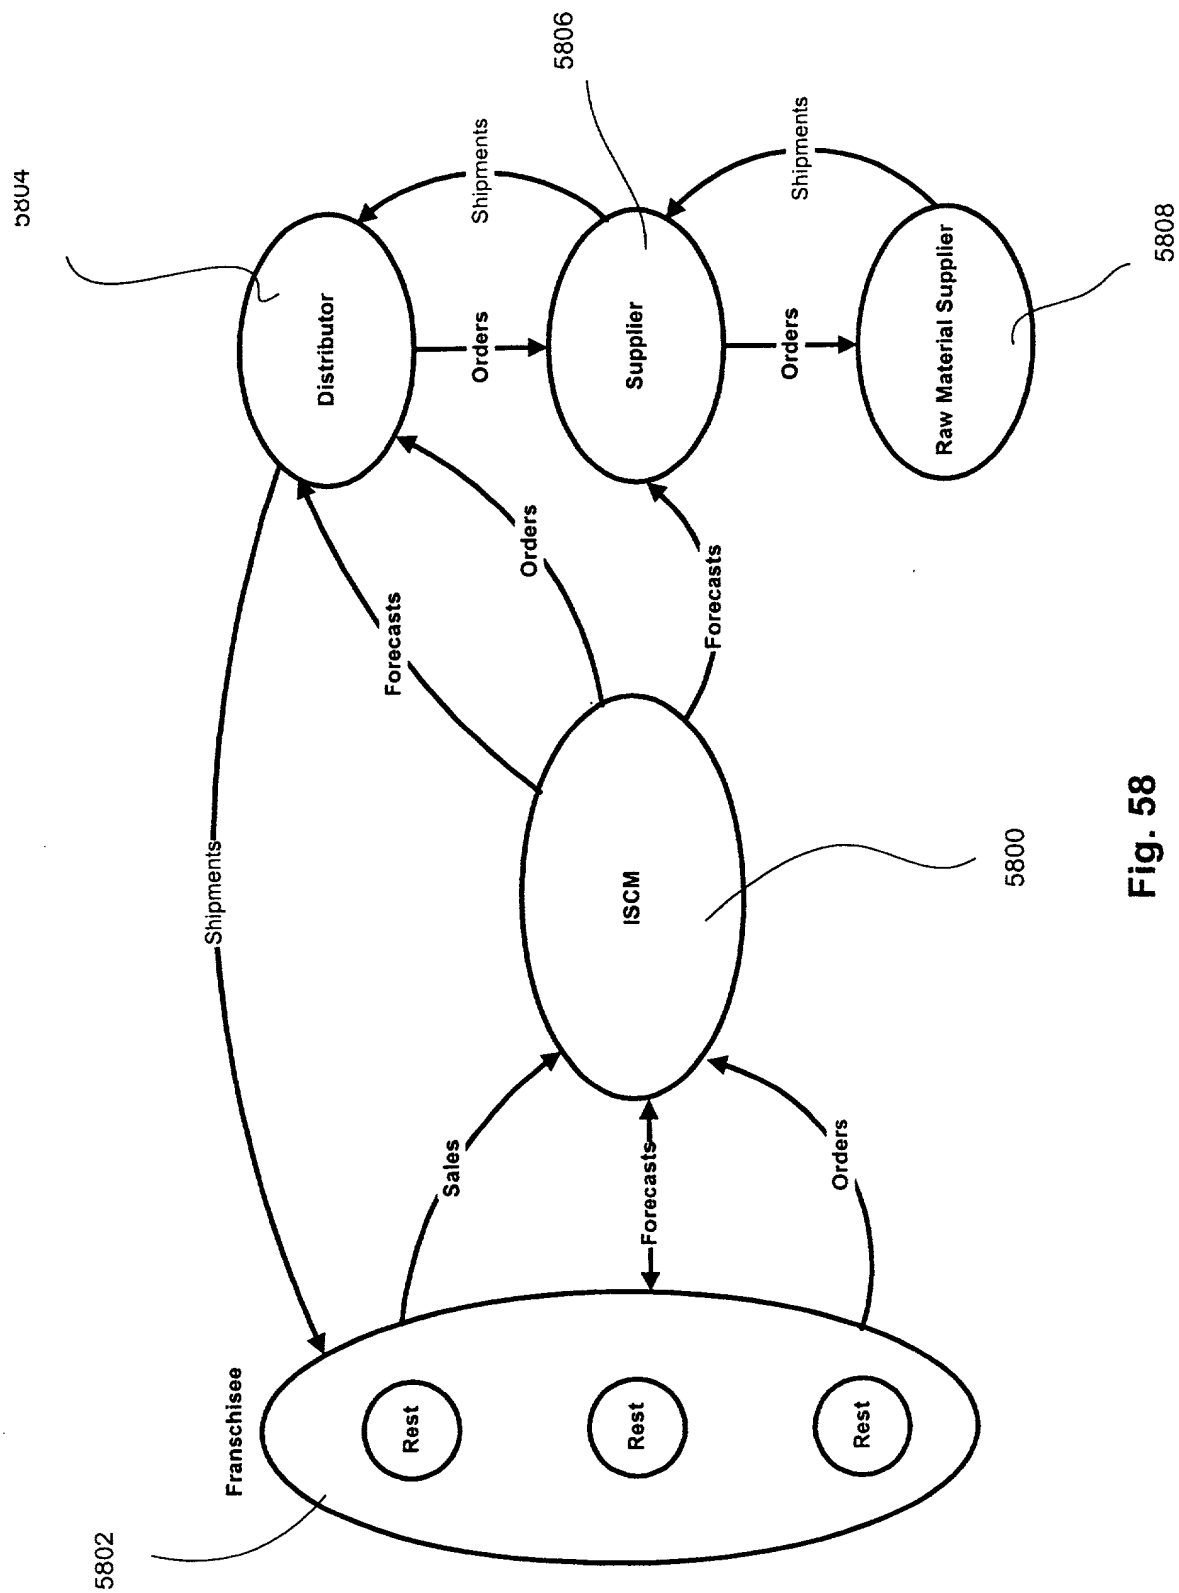 5804
5806
Shipments
Shipments
Distributor
Orders
Supplier
Orders
Raw Material Supplier
5808
Shipments
Forecasts
Orders
Forecasts
ISCM
5800
Sales
Forecasts
Orders
Franschisee
Rest
Rest
Rest
5802
Fig. 58